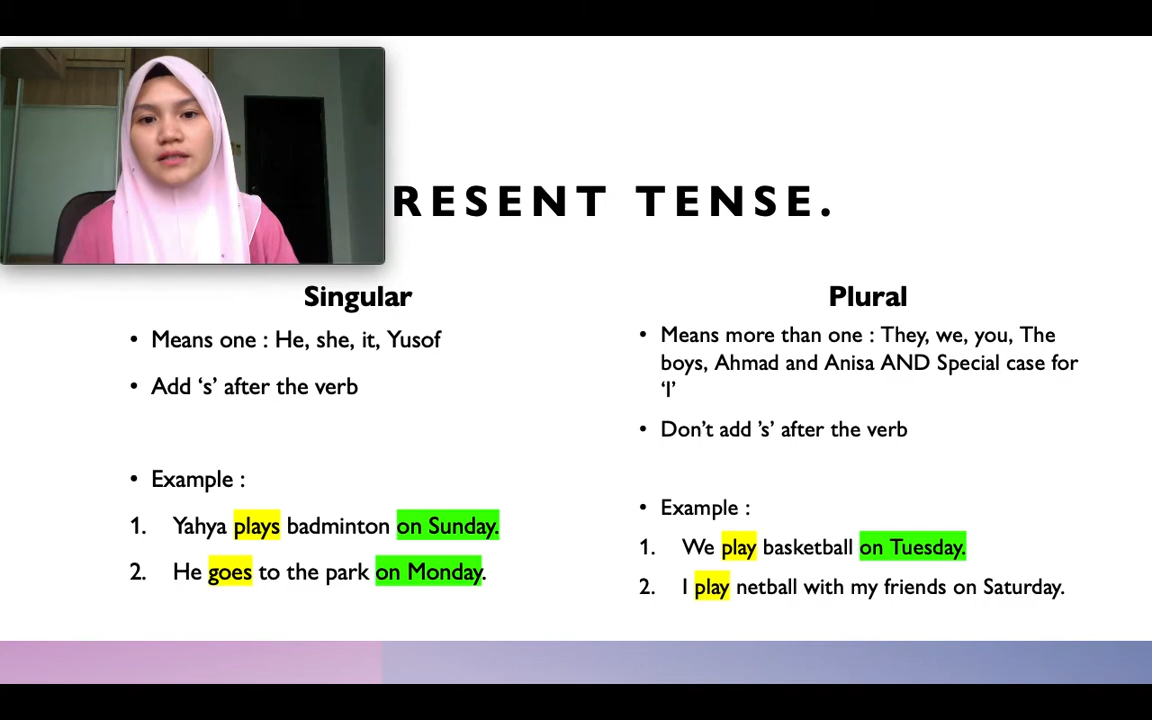 RESENT TENSE.
Singular
• Means one : He, she, it, Yusof
• Add ‘s’ after the verb
• Example :
1. Yahya plays badminton on Sunday.
2. He goes to the park on Monday.
Plural
• Means more than one : They, we, you, The
boys, Ahmad and Anisa AND Special case for
‘I’
• Don’t add ’s’ after the verb
• Example :
1. We play basketball on Tuesday.
2. I play netball with my friends on Saturday.